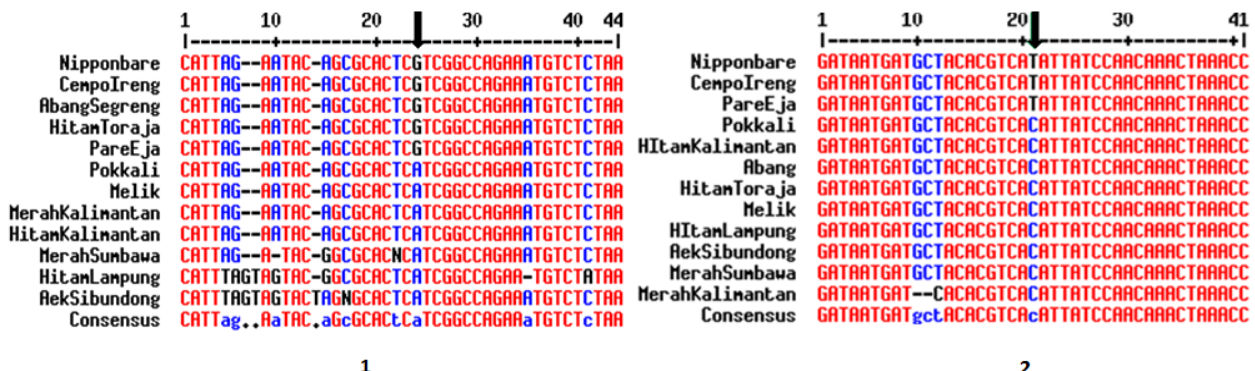 1 10 20 30 40 44
Nipponbare CATTAG--AATAC-AGCGCACTCGTCGGCCAGAAATGTCTCTAA
CempoIreng CATTAG--AATAC-AGCGCACTCGTCGGCCAGAAATGTCTCTAA
AbangSegreng CATTAG--AATAC-AGCGCACTCGTCGGCCAGAAATGTCTCTAA
HitamToraja CATTAG--AATAC-AGCGCACTCGTCGGCCAGAAATGTCTCTAA
PareEja CATTAG--AATAC-AGCGCACTCGTCGGCCAGAAATGTCTCTAA
Pokkali CATTAG--AATAC-AGCGCACTCATCGGCCAGAAATGTCTCTAA
Melik CATTAG--AATAC-AGCGCACTCATCGGCCAGAAATGTCTCTAA
MerahKalimantan CATTAG--AATAC-AGCGCACTCATCGGCCAGAAATGTCTCTAA
HitamKalimantan CATTAG--AATAC-AGCGCACTCATCGGCCAGAAATGTCTCTAA
MerahSumbawa CATTAG--A-TAC-GGCGCACNCATCGGCCAGAAATGTCTCTAA
HitamLampung CATTTAGTAGTAC-GGCGCACTCATCGGCCAGAA-TGTCTATAA
AekSibundong CATTTAGTAGTACTAGNGCACTCATCGGCCAGAAATGTCTCTAA
Consensus CATTag..AaTAC.aGcGCACtCaTCGGCCAGAAaTGTCTcTAA
1
1 10 20 30 41
Nipponbare GATAATGATGCTACACGTCATATTATCCAACAAACTAAACC
CempoIreng GATAATGATGCTACACGTCATATTATCCAACAAACTAAACC
PareEja GATAATGATGCTACACGTCATATTATCCAACAAACTAAACC
Pokkali GATAATGATGCTACACGTCACATTATCCAACAAACTAAACC
HItamKalimantan GATAATGATGCTACACGTCACATTATCCAACAAACTAAACC
Abang GATAATGATGCTACACGTCACATTATCCAACAAACTAAACC
HitamToraja GATAATGATGCTACACGTCACATTATCCAACAAACTAAACC
Melik GATAATGATGCTACACGTCACATTATCCAACAAACTAAACC
HItamLampung GATAATGATGCTACACGTCACATTATCCAACAAACTAAACC
AekSibundong GATAATGATGCTACACGTCACATTATCCAACAAACTAAACC
MerahSumbawa GATAATGATGCTACACGTCACATTATCCAACAAACTAAACC
MerahKalimantan GATAATGAT--CACACGTCACATTATCCAACAAACTAAACC
Consensus GATAATGATgctACACGTCAcATTATCCAACAAACTAAACC
2